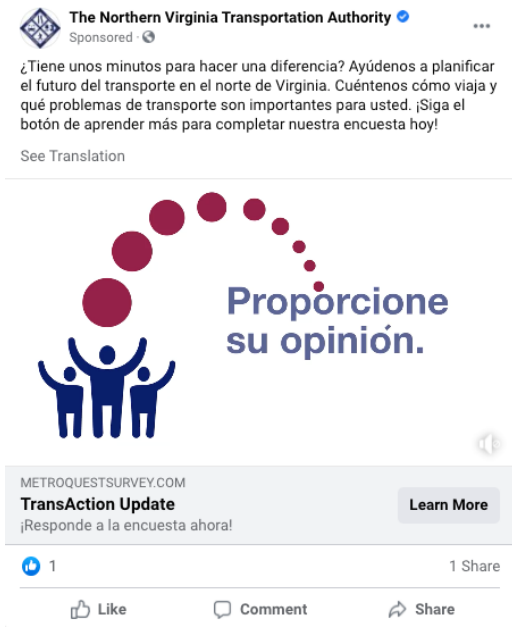 The Northern Virginia Transportation Authority
Sponsored ·
¿Tiene unos minutos para hacer una diferencia? Ayúdenos a planificar
el futuro del transporte en el norte de Virginia. Cuéntenos cómo viaja y
qué problemas de transporte son importantes para usted. ¡Siga el
botón de aprender más para completar nuestra encuesta hoy!
See Translation
Proporcione
su opinión.
METROQUESTSURVEY.COM
TransAction Update
¡Responde a la encuesta ahora!
Learn More
1
1 Share
Like
Comment
Share